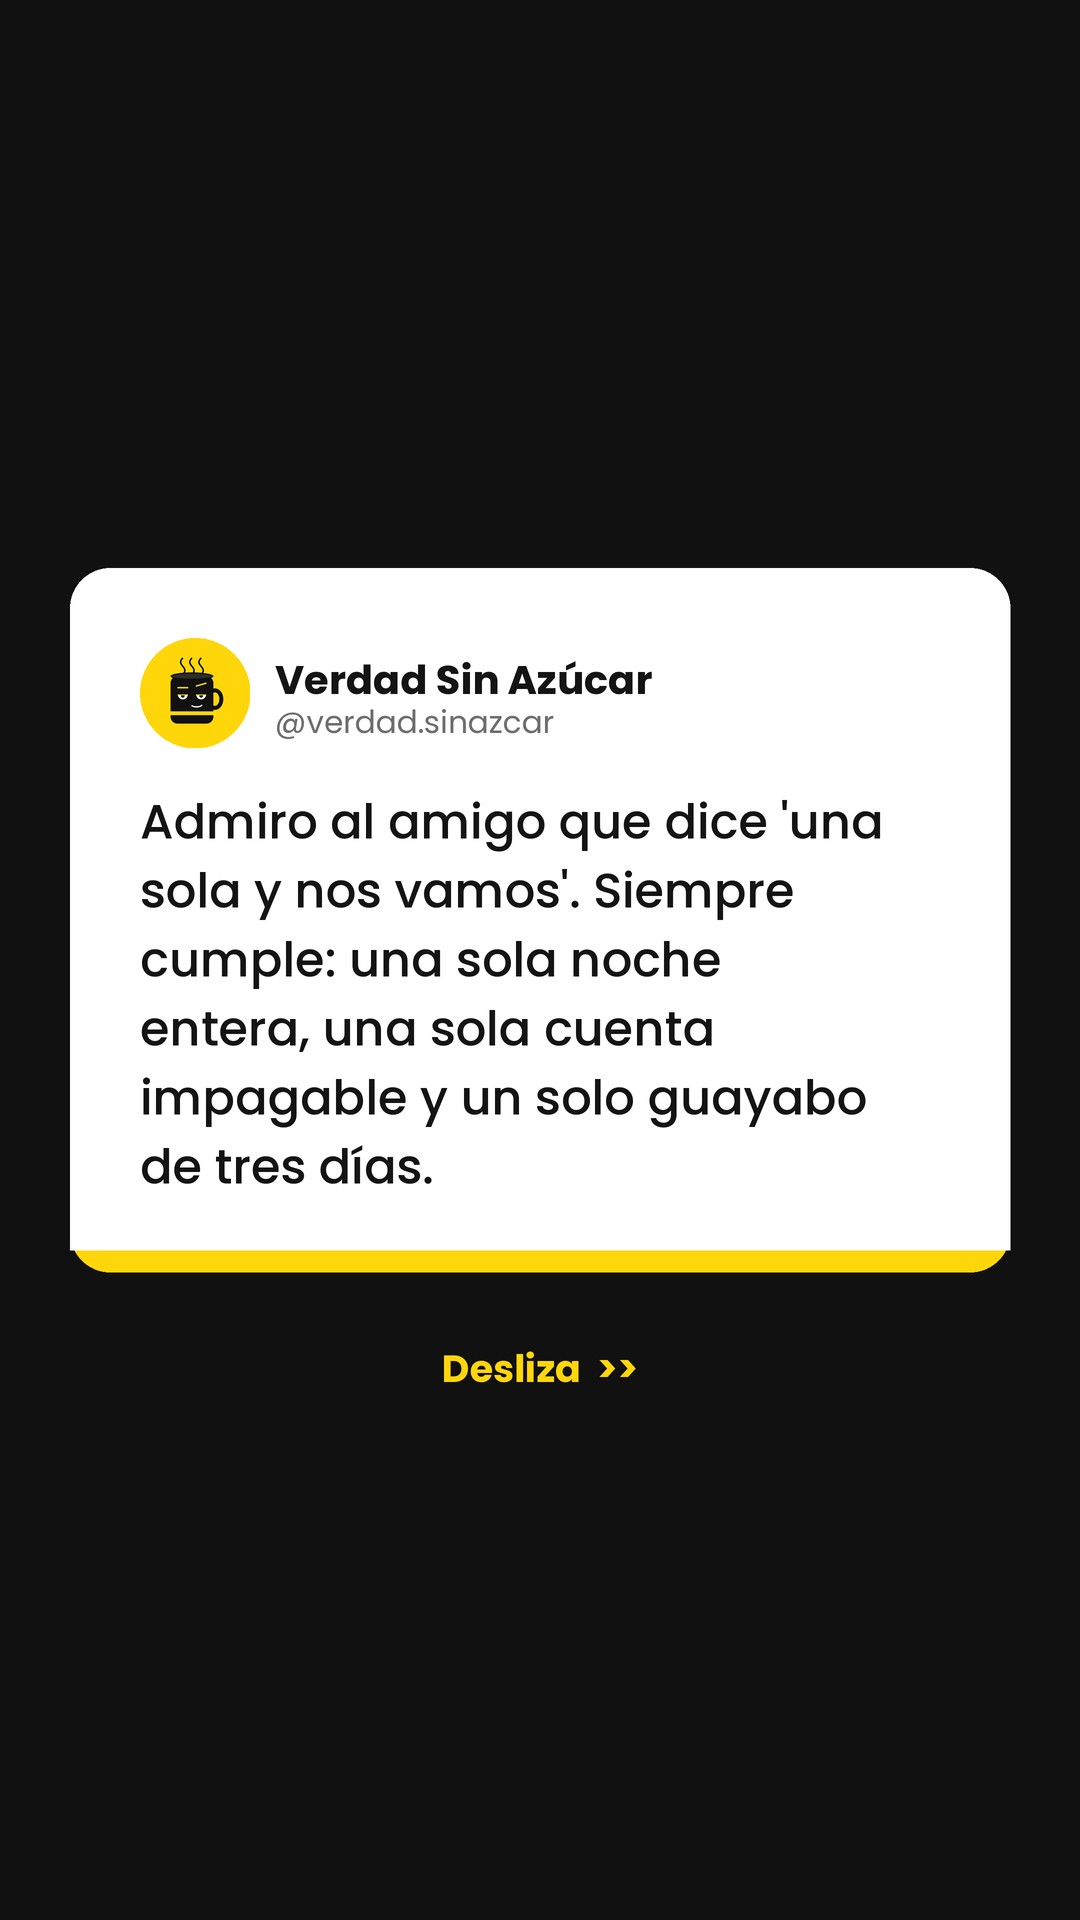 Verdad Sin Azúcar
@verdad.sinazcar
Admiro al amigo que dice 'una
sola y nos vamos'. Siempre
cumple: una sola noche
entera, una sola cuenta
impagable y un solo guayabo
de tres días.
Desliza >>